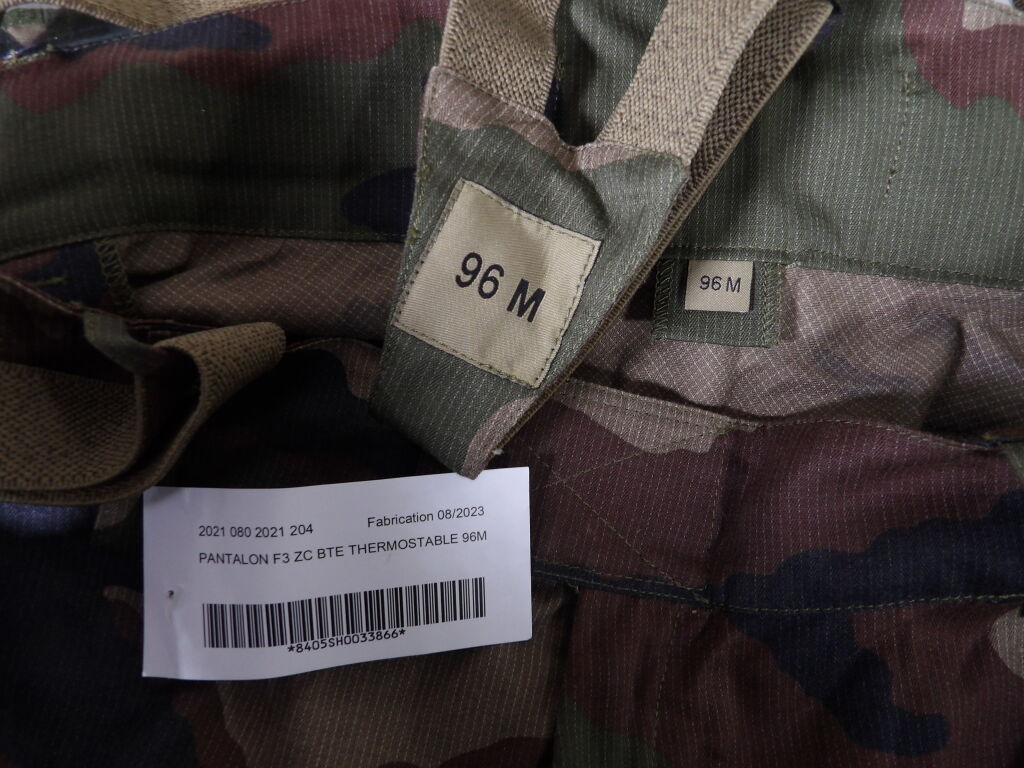 96 M
96 M
2021 080 2021 204 Fabrication 08/2023
PANTALON F3 ZC BTE THERMOSTABLE 96M
*8405SH0033866*